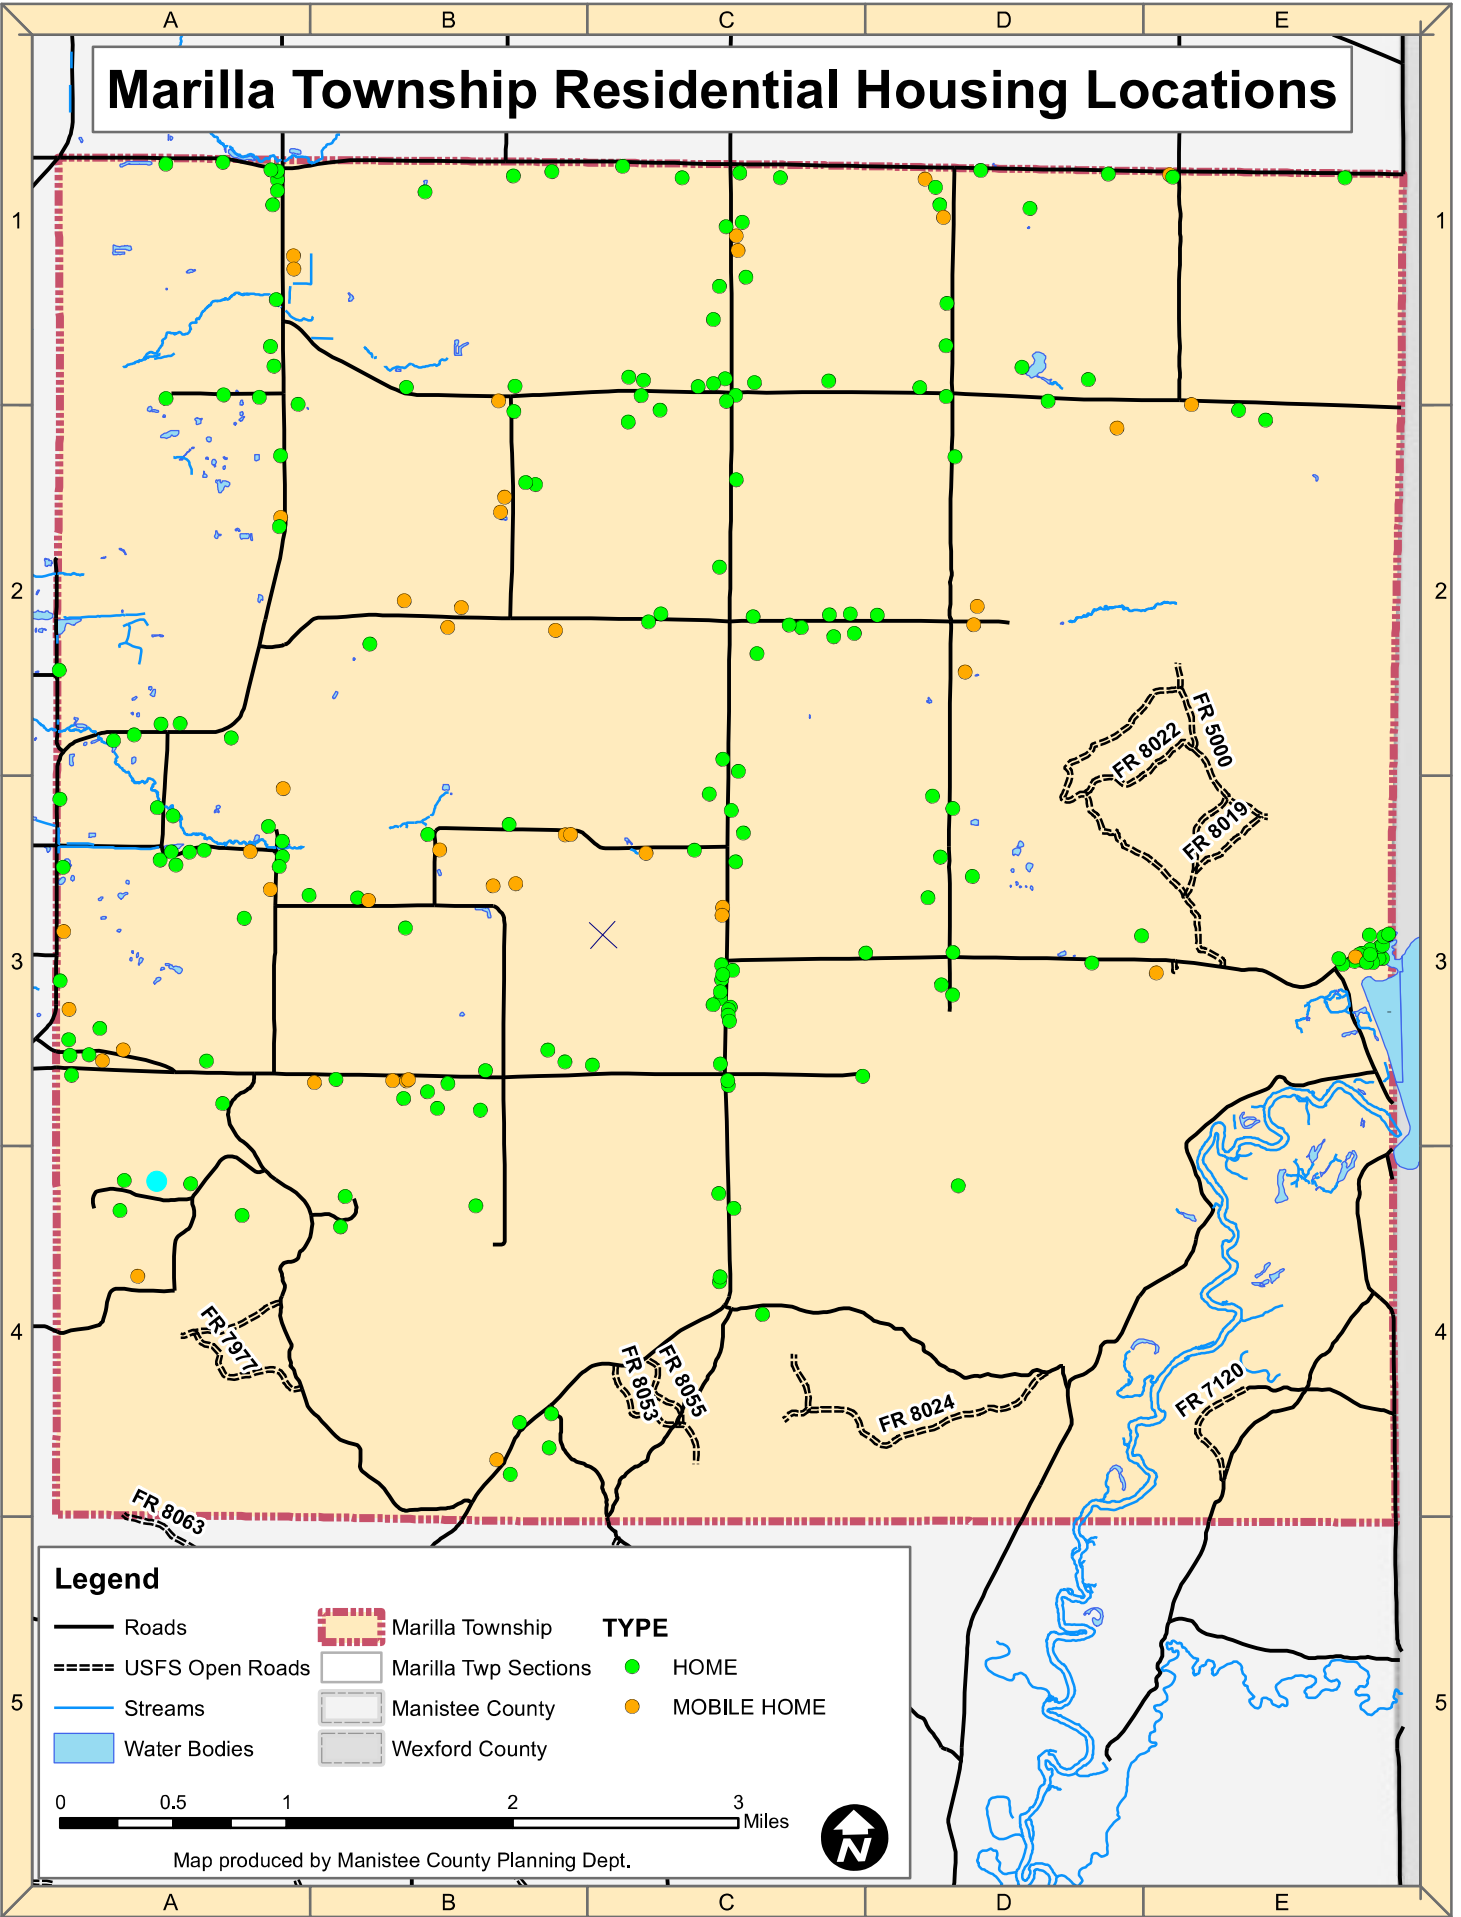 A B C D E
Marilla Township Residential Housing Locations
1 1
2 2
FR 5000
FR 8022
FR 8019
3 3
4 4
FR 7977
FR 8053
FR 8055
FR 8024
FR 7120
FR 8063
Legend
Roads
USFS Open Roads
Streams
Water Bodies
Marilla Township
Marilla Twp Sections
Manistee County
Wexford County
TYPE
HOME
MOBILE HOME
5 5
0 0.5 1 2 3
Miles
N
Map produced by Manistee County Planning Dept.
A B C D E